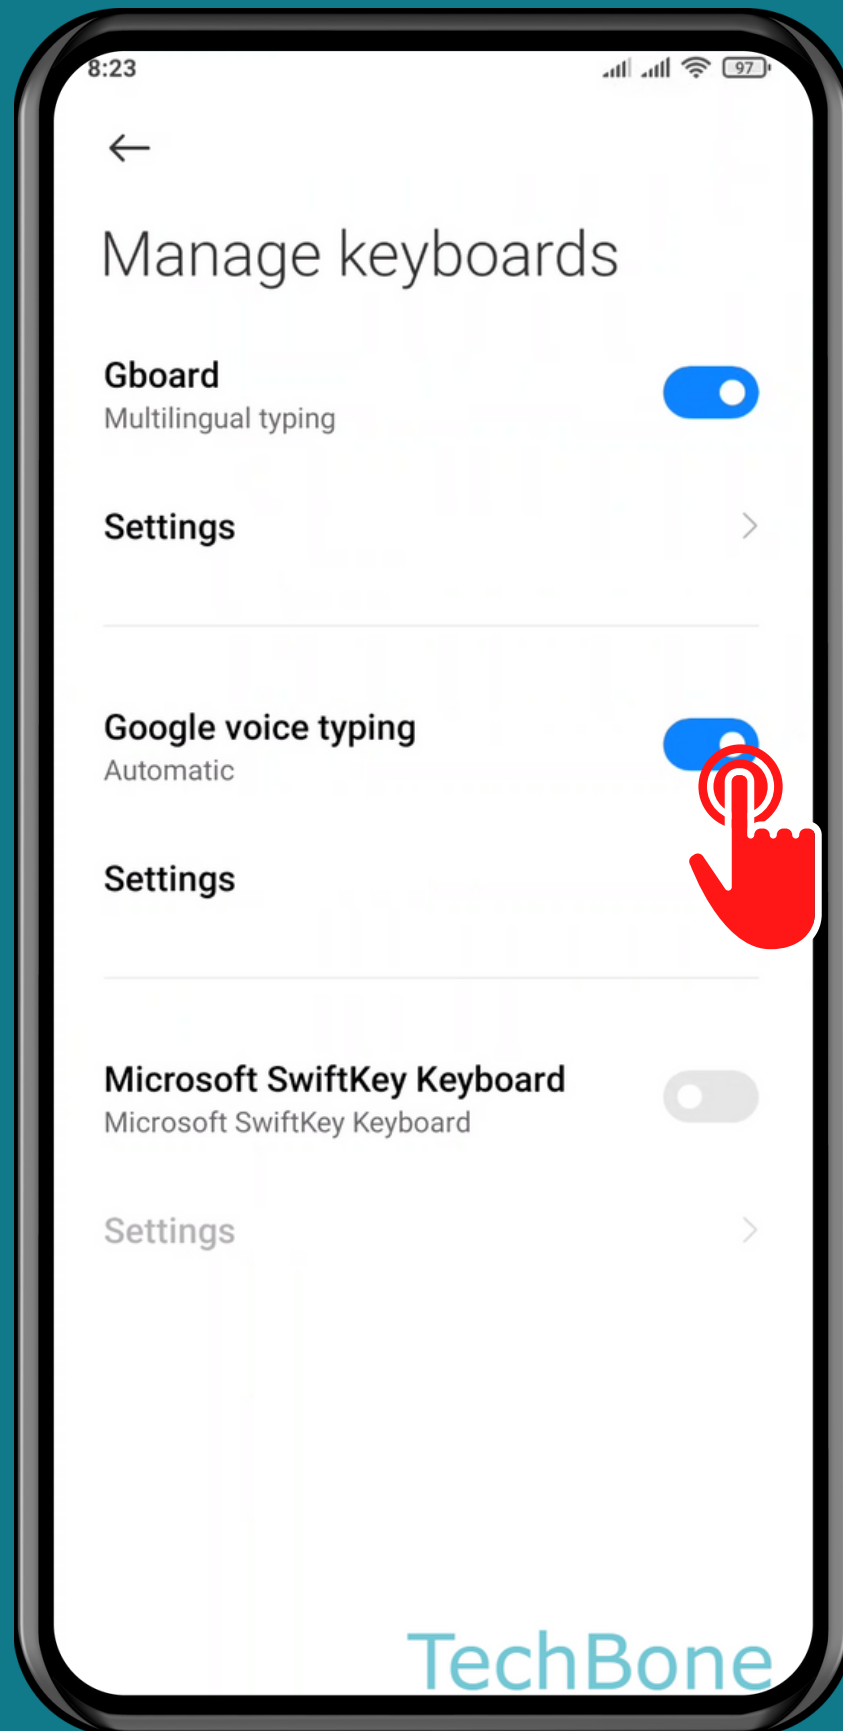 8:23
97
Manage keyboards
Gboard
Multilingual typing
Settings
Google voice typing
Automatic
Settings
Microsoft SwiftKey Keyboard
Microsoft SwiftKey Keyboard
Settings
TechBone